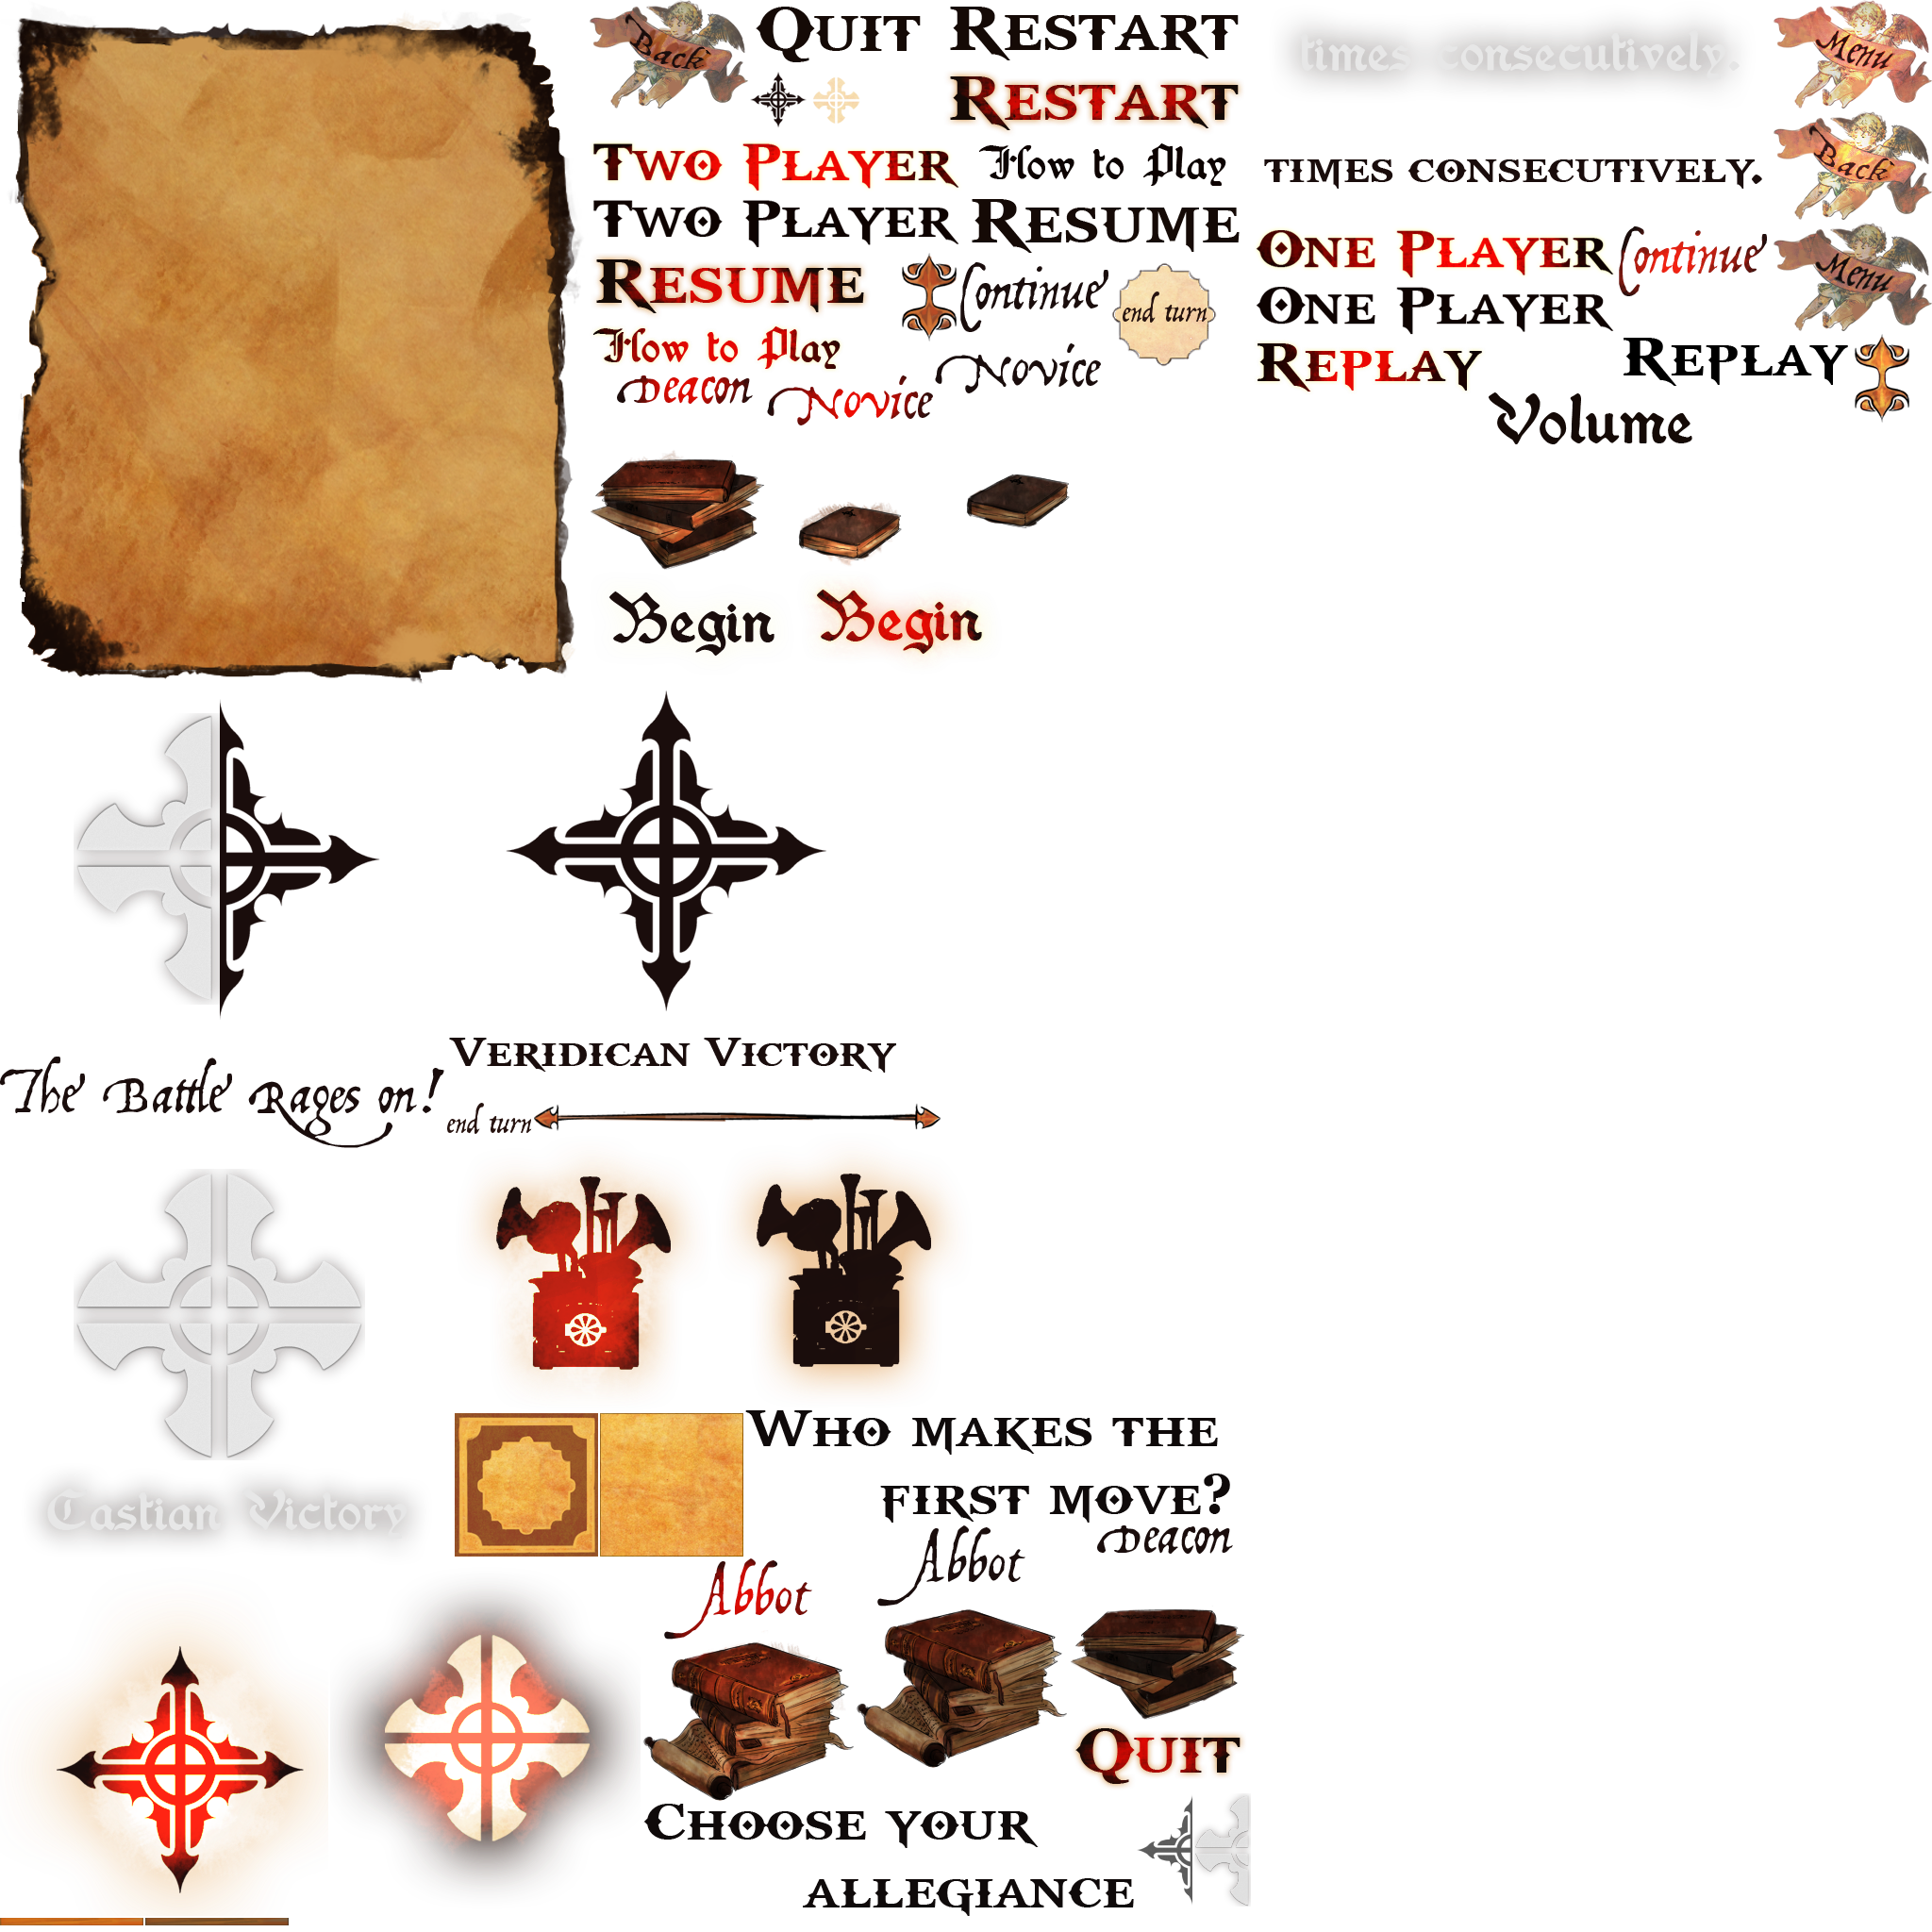 Back
QUIT
RESTART
times consecutively.
Menu
RESTART
TWO PLAYER
How to Play
TIMES CONSECUTIVELY.
Back
TWO PLAYER
RESUME
ONE PLAYER
Continue
Menu
RESUME
Continue
end turn
ONE PLAYER
How to Play
Novice
REPLAY
REPLAY
Deacon
Novice
Volume
Begin
Begin
VERIDICAN VICTORY
The Battle Rages on!
end turn
WHO MAKES THE
FIRST MOVE?
Castian Victory
Deacon
Abbot
Abbot
QUIT
CHOOSE YOUR
ALLEGIANCE